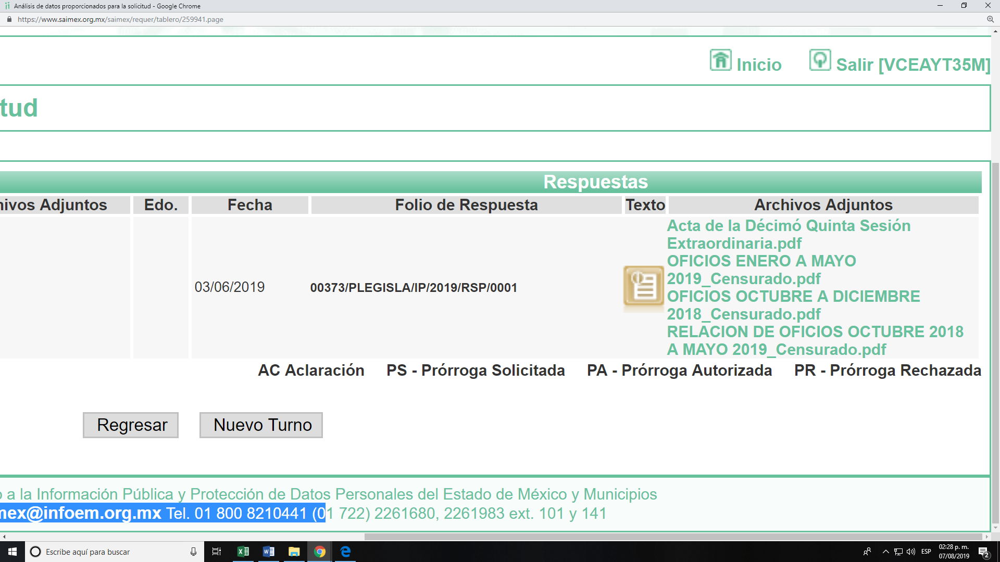 Análisis de datos proporcionados para la solicitud - Google Chrome
https://www.saimex.org.mx/saimex/requer/tablero/259941.page
Inicio Salir [VCEAYT35M]
tud
Respuestas
hivos Adjuntos Edo. Fecha Folio de Respuesta Texto Archivos Adjuntos
Acta de la Décimó Quinta Sesión
Extraordinaria.pdf
OFICIOS ENERO A MAYO
2019_Censurado.pdf
03/06/2019 00373/PLEGISLA/IP/2019/RSP/0001
OFICIOS OCTUBRE A DICIEMBRE
2018_Censurado.pdf
RELACION DE OFICIOS OCTUBRE 2018
A MAYO 2019_Censurado.pdf
AC Aclaración PS - Prórroga Solicitada PA - Prórroga Autorizada PR - Prórroga Rechazada
Regresar Nuevo Turno
o a la Información Pública y Protección de Datos Personales del Estado de México y Municipios
mex@infoem.org.mx Tel. 01 800 8210441 (01 722) 2261680, 2261983 ext. 101 y 141
Escribe aquí para buscar
ESP
02:28 p. m.
07/08/2019
2